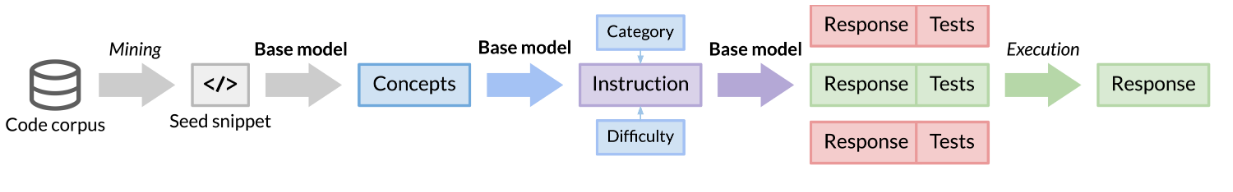 Mining
Code corpus
</>
Seed snippet
Base model
Concepts
Base model
Category
Instruction
Difficulty
Base model
Response Tests
Response Tests
Response Tests
Execution
Response